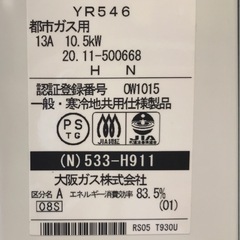 YR546
都市ガス用
13A 10.5kW
20.11-500668
H N
認証登録番号 OW1015
一般・寒冷地共用仕様製品
PS
TG
JIA
(N) 533-H911
大阪ガス株式会社
区分名 A エネルギー消費効率 83.5%
08S (01)
RS05 T930U